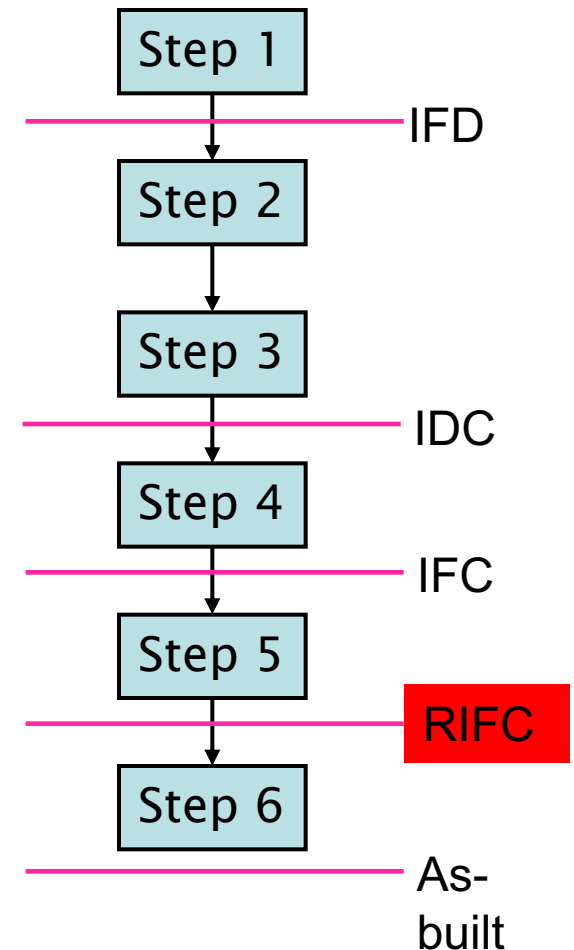 Step 1
IFD
Step 2
Step 3
IDC
Step 4
IFC
Step 5
RIFC
Step 6
As-
built